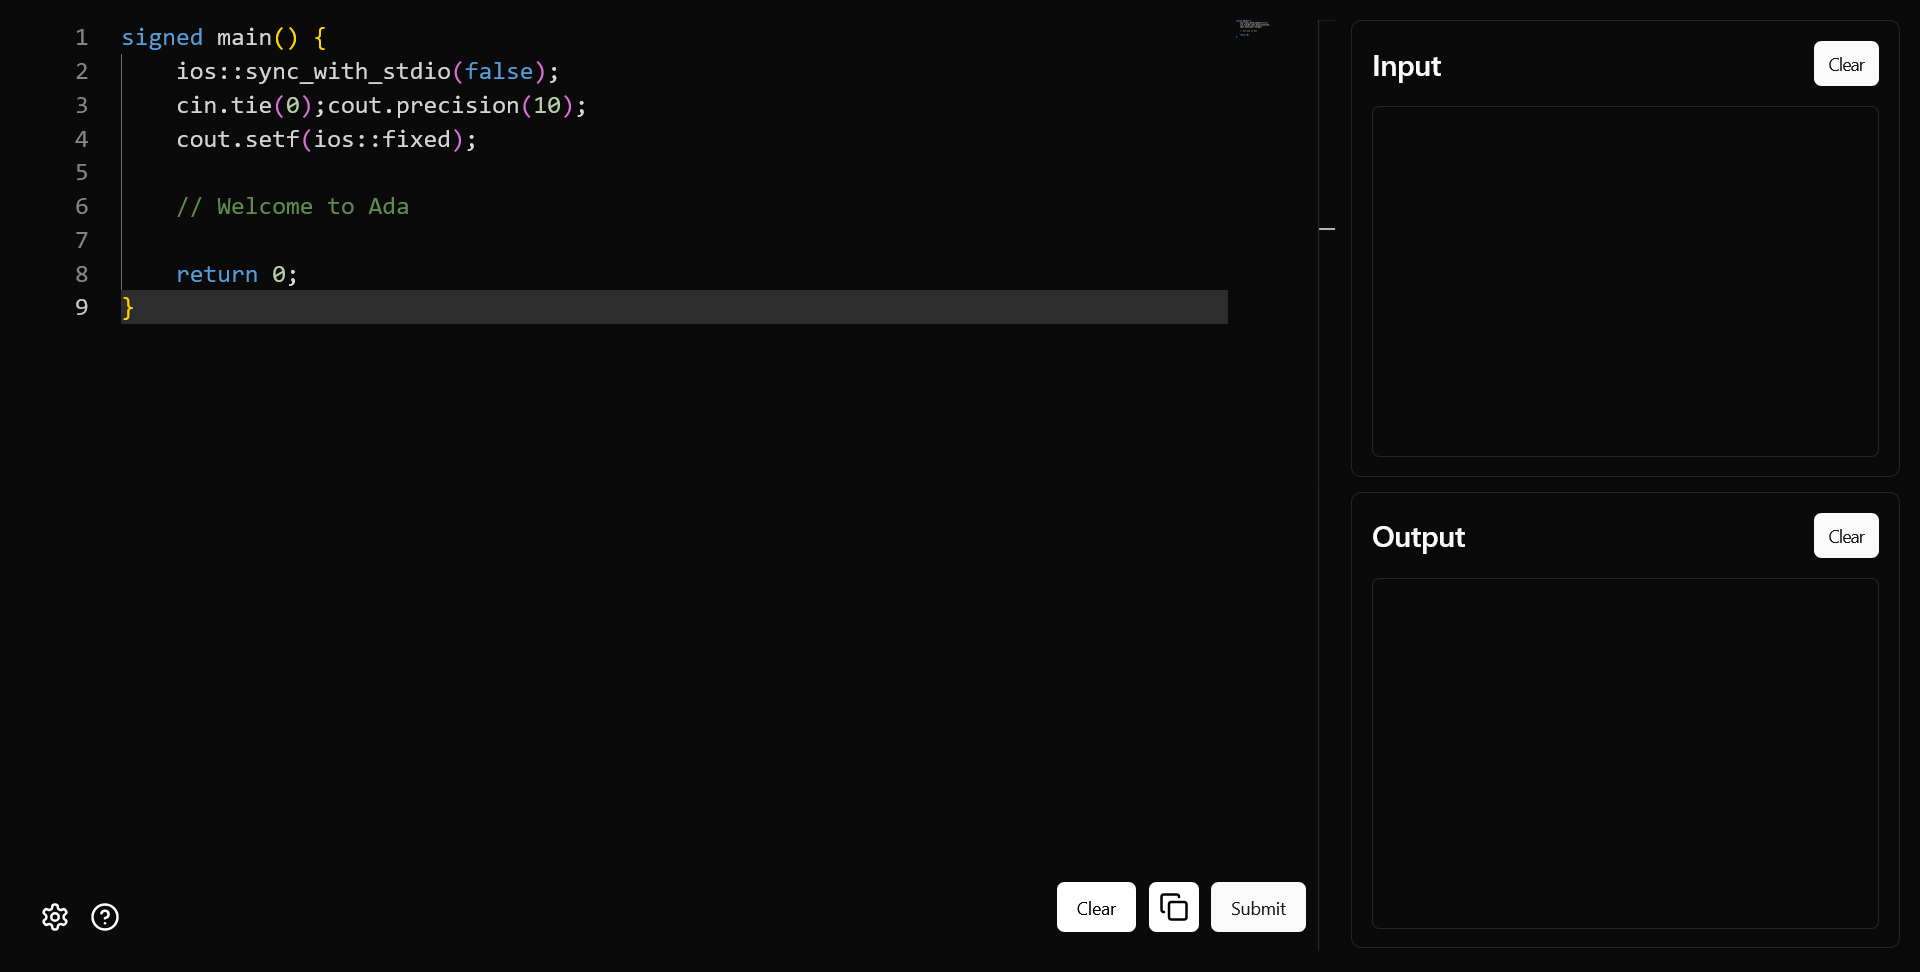 1 signed main() {
2     ios::sync_with_stdio(false);
3     cin.tie(0);cout.precision(10);
4     cout.setf(ios::fixed);
5
6     // Welcome to Ada
7
8     return 0;
9 }
Clear
Submit
Input
Clear
Output
Clear